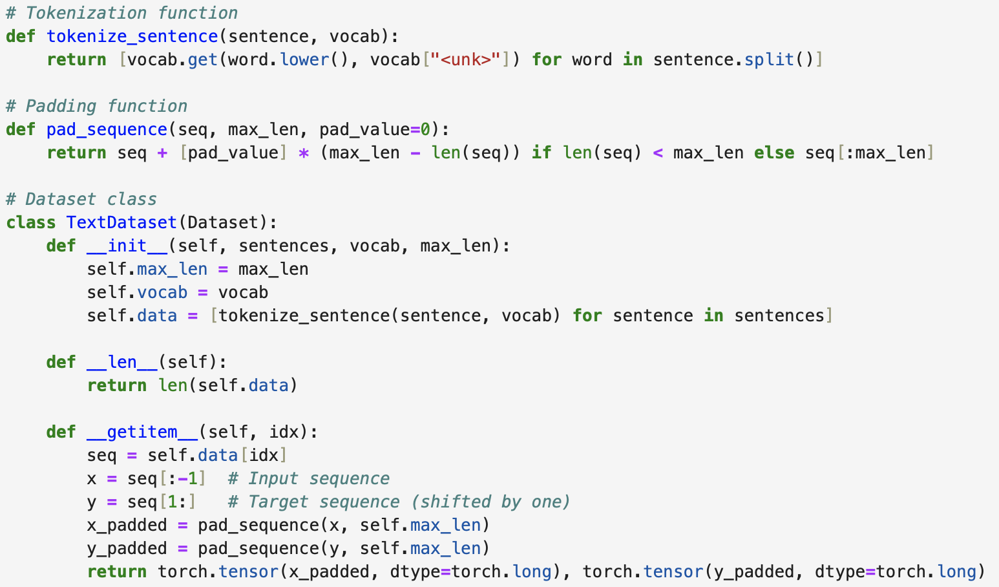 # Tokenization function
def tokenize_sentence(sentence, vocab):
    return [vocab.get(word.lower(), vocab["<unk>"]) for word in sentence.split()]

# Padding function
def pad_sequence(seq, max_len, pad_value=0):
    return seq + [pad_value] * (max_len - len(seq)) if len(seq) < max_len else seq[:max_len]

# Dataset class
class TextDataset(Dataset):
    def __init__(self, sentences, vocab, max_len):
        self.max_len = max_len
        self.vocab = vocab
        self.data = [tokenize_sentence(sentence, vocab) for sentence in sentences]

    def __len__(self):
        return len(self.data)

    def __getitem__(self, idx):
        seq = self.data[idx]
        x = seq[:-1]  # Input sequence
        y = seq[1:]   # Target sequence (shifted by one)
        x_padded = pad_sequence(x, self.max_len)
        y_padded = pad_sequence(y, self.max_len)
        return torch.tensor(x_padded, dtype=torch.long), torch.tensor(y_padded, dtype=torch.long)